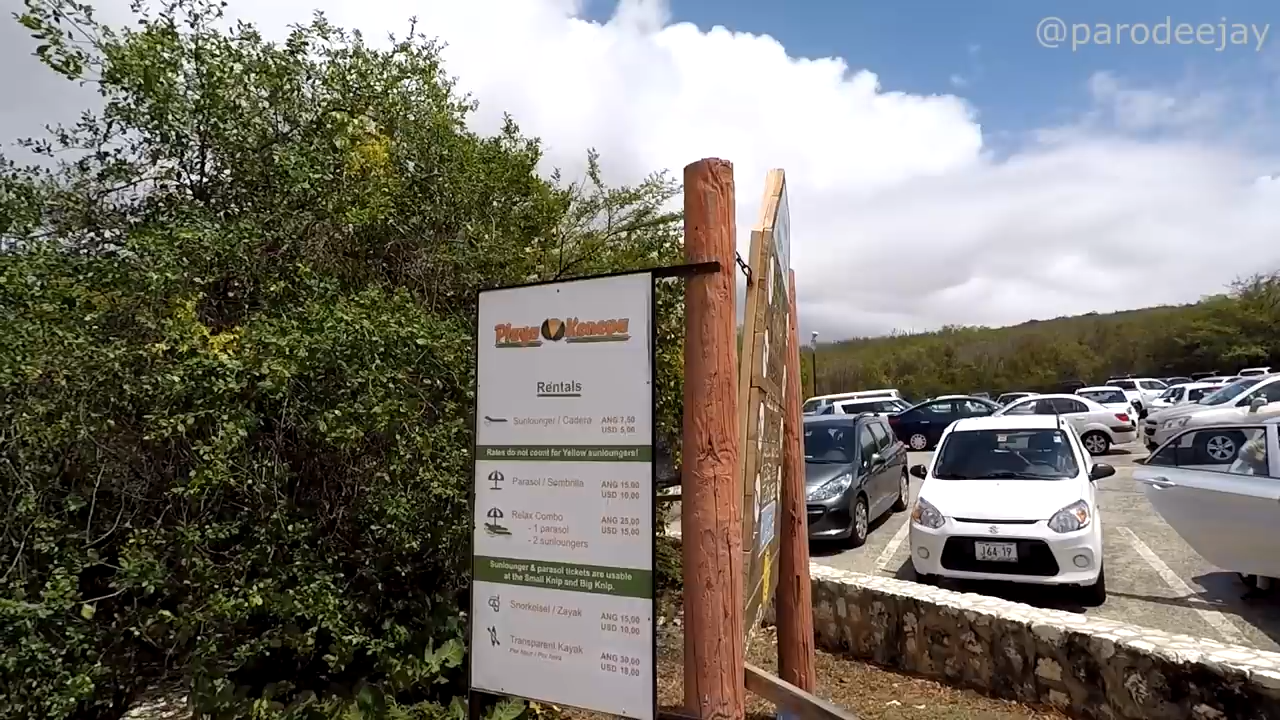 @parodeejay
Playa Kenepa
Rentals
Sunlounger / Cadera
ANG 7,50
USD 5,00
Rates do not count for Yellow sunloungers!
Parasol / Sombrilla
ANG 15,00
USD 10,00
Relax Combo
- 1 parasol
- 2 sunloungers
ANG 25,00
USD 15,00
Sunlounger & parasol tickets are usable
at the Small Knip and Big Knip.
Snorkelset / Zayak
ANG 15,00
USD 10,00
Transparent Kayak
ANG 30,00
USD 18,00
J64-19